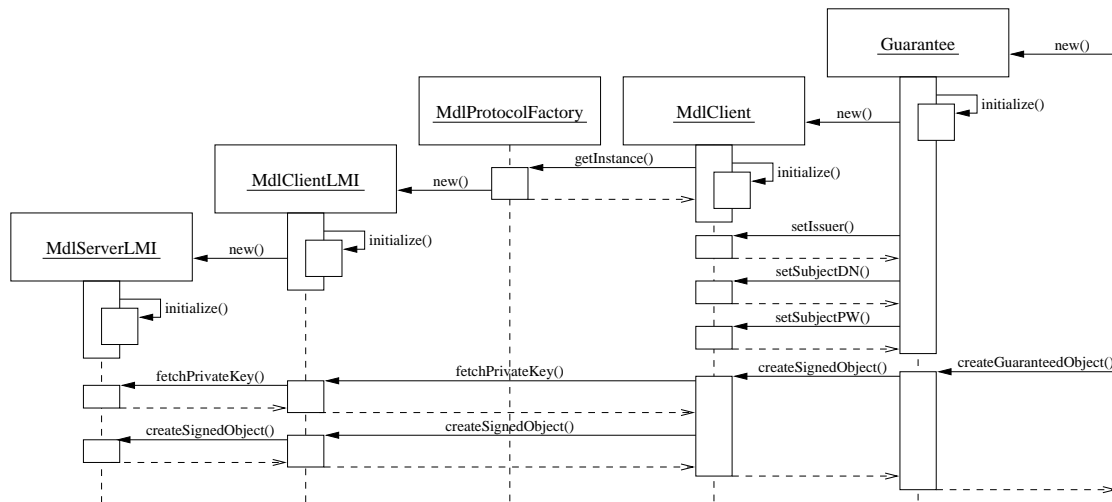 Guarantee
new()
initialize()
MdlProtocolFactory
MdlClient
new()
getInstance()
initialize()
MdlClientLMI
new()
setIssuer()
initialize()
MdlServerLMI
new()
setSubjectDN()
initialize()
setSubjectPW()
createGuaranteedObject()
fetchPrivateKey()
fetchPrivateKey()
createSignedObject()
createSignedObject()
createSignedObject()